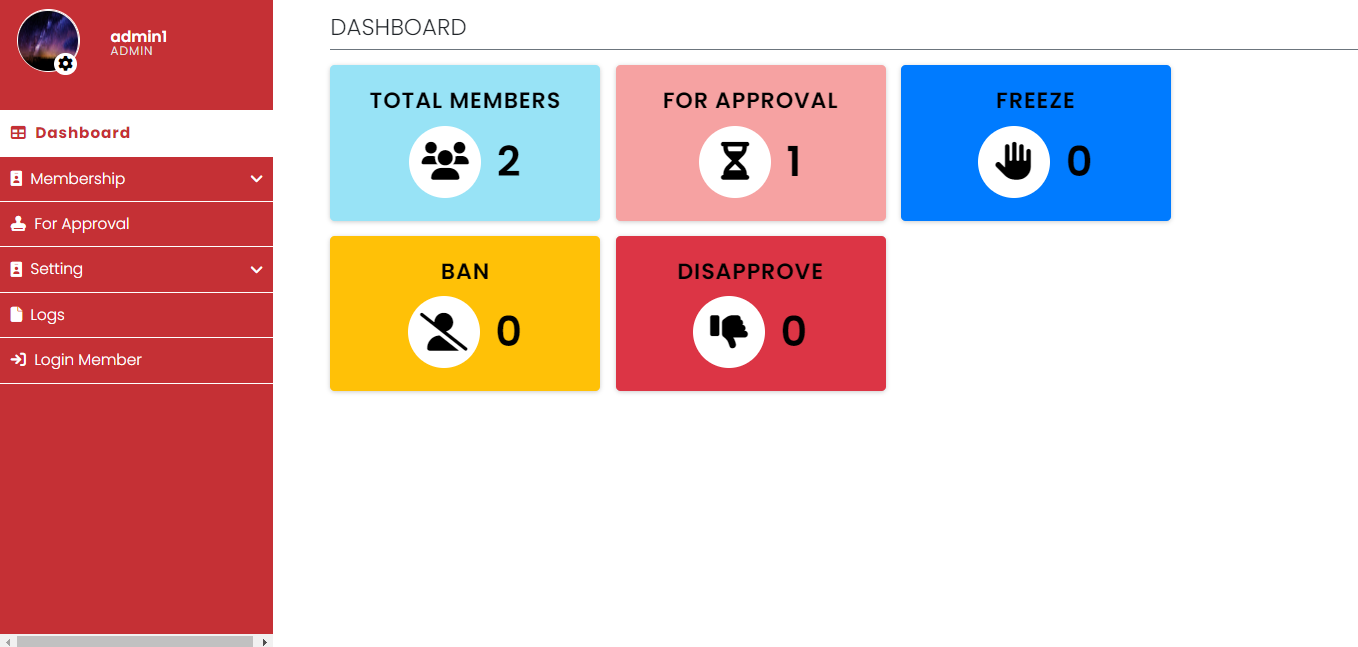 admin1
ADMIN
Dashboard
Membership
For Approval
Setting
Logs
Login Member
DASHBOARD
TOTAL MEMBERS
2
FOR APPROVAL
1
FREEZE
0
BAN
0
DISAPPROVE
0